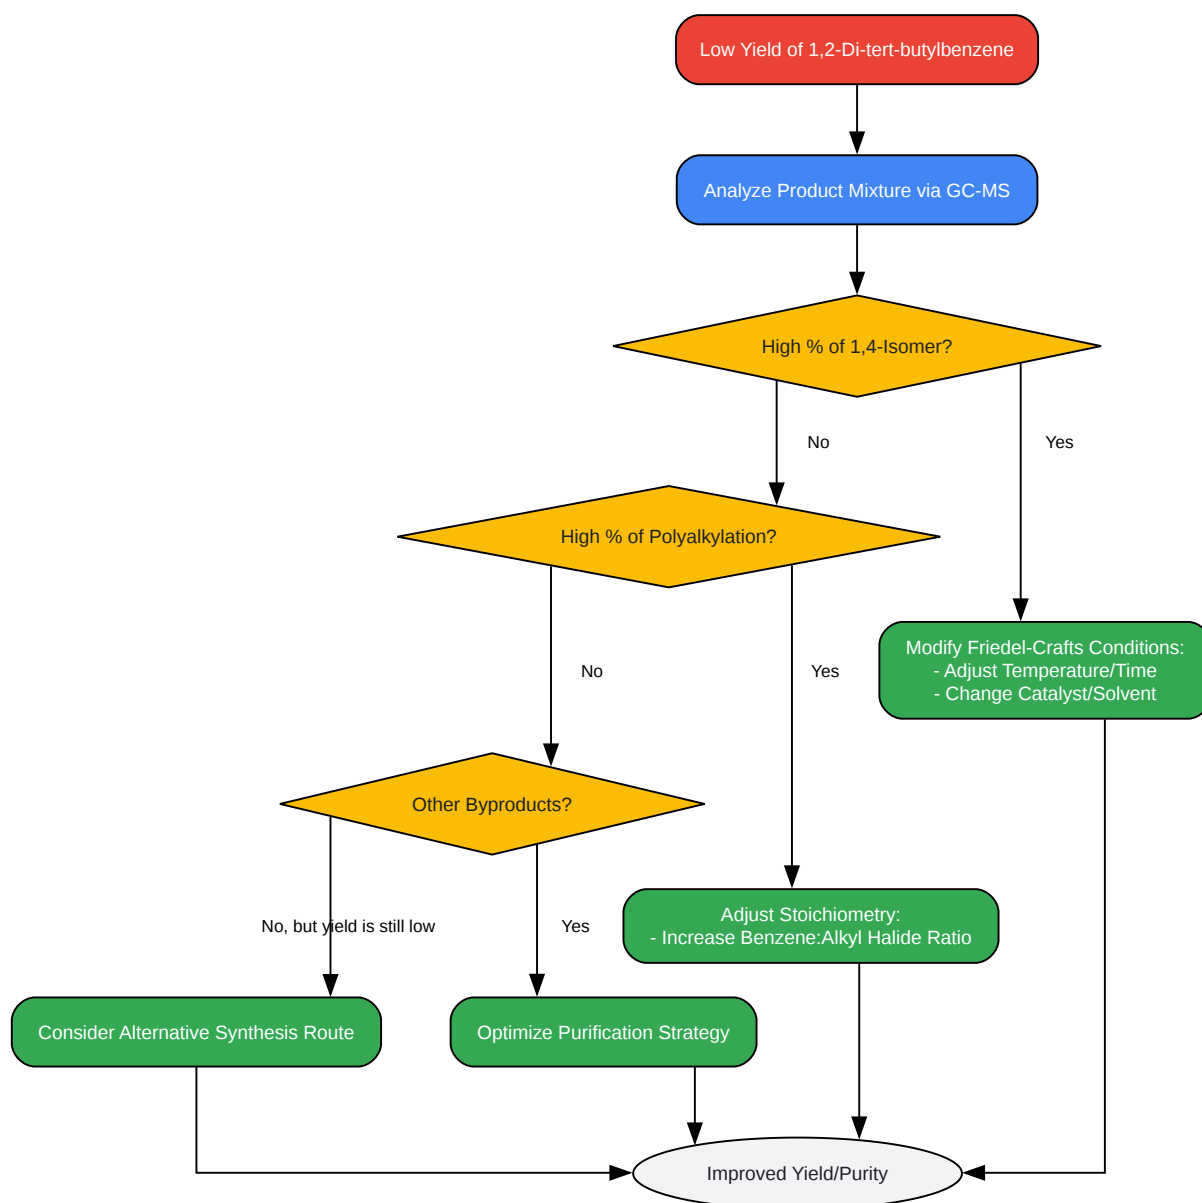 Low Yield of 1,2-Di-tert-butylbenzene
Analyze Product Mixture via GC-MS
High % of 1,4-Isomer?
No
Yes
High % of Polyalkylation?
No
Yes
Modify Friedel-Crafts Conditions:
- Adjust Temperature/Time
- Change Catalyst/Solvent
Other Byproducts?
No, but yield is still low
Yes
Adjust Stoichiometry:
- Increase Benzene:Alkyl Halide Ratio
Consider Alternative Synthesis Route
Optimize Purification Strategy
Improved Yield/Purity